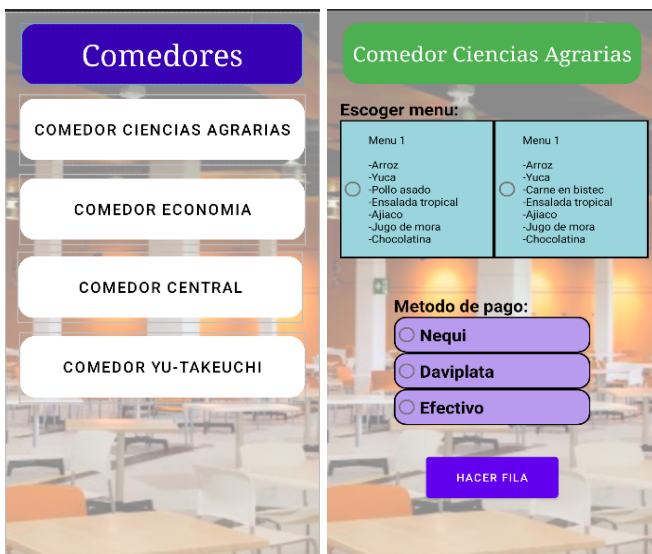 Comedores
COMEDOR CIENCIAS AGRARIAS
COMEDOR ECONOMIA
COMEDOR CENTRAL
COMEDOR YU-TAKEUCHI
Comedor Ciencias Agrarias
Escoger menu:
Menu 1
-Arroz
-Yuca
-Pollo asado
-Ensalada tropical
-Ajiaco
-Jugo de mora
-Chocolatina
Menu 1
-Arroz
-Yuca
-Carne en bistec
-Ensalada tropical
-Ajiaco
-Jugo de mora
-Chocolatina
Metodo de pago:
Nequi
Daviplata
Efectivo
HACER FILA